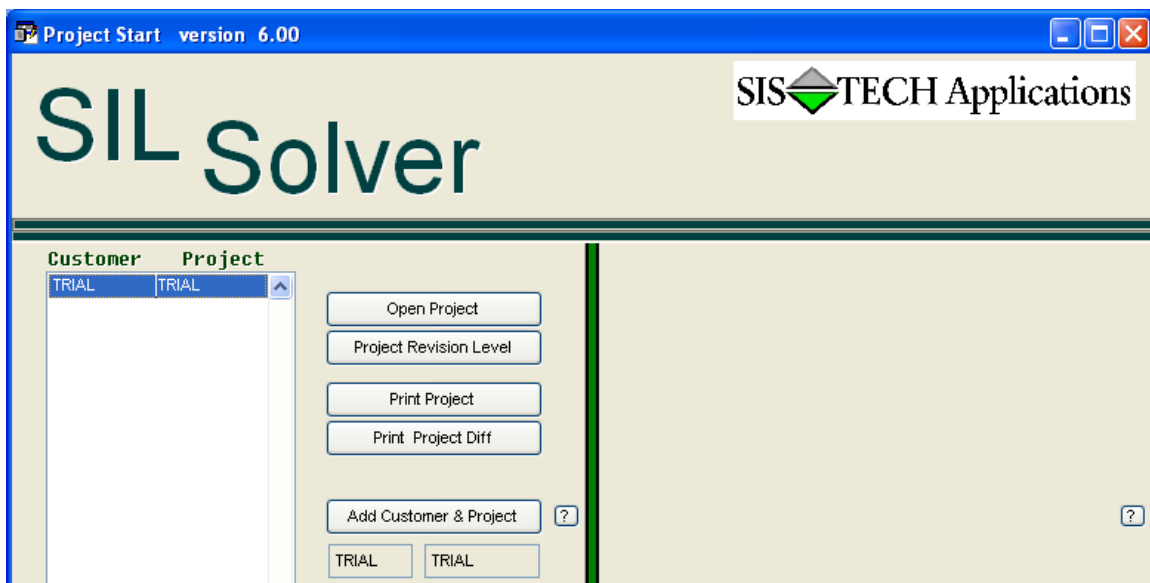 Project Start version 6.00
SIS TECH Applications
SIL Solver
Customer Project
TRIAL TRIAL
Open Project
Project Revision Level
Print Project
Print Project Diff
Add Customer & Project ?
?
TRIAL TRIAL